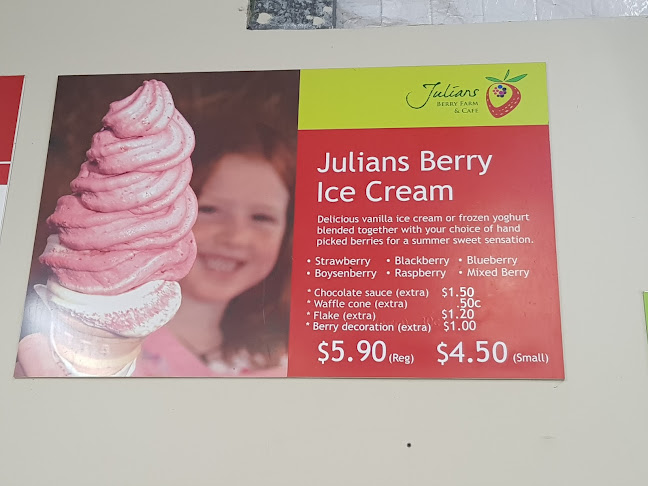 Julians
BERRY FARM
& CAFE
Julians Berry
Ice Cream
Delicious vanilla ice cream or frozen yoghurt
blended together with your choice of hand
picked berries for a summer sweet sensation.
• Strawberry • Blackberry • Blueberry
• Boysenberry • Raspberry • Mixed Berry
* Chocolate sauce (extra) $1.50
* Waffle cone (extra) .50c
* Flake (extra) $1.20
* Berry decoration (extra) $1.00
$5.90 (Reg) $4.50 (Small)